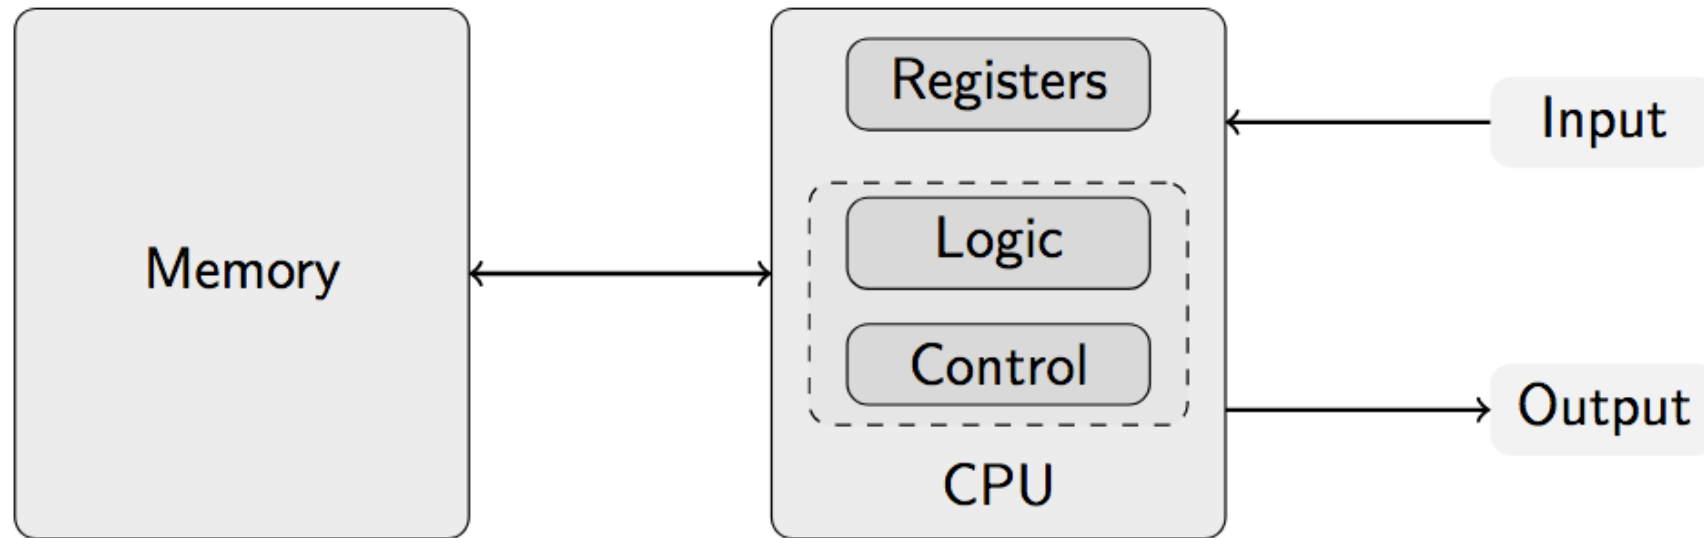 Memory
Registers
Logic
Control
CPU
Input
Output